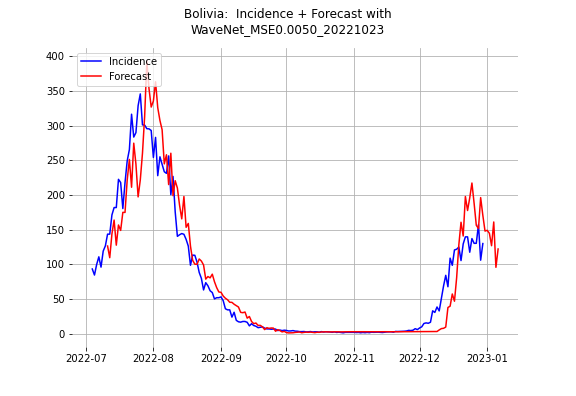 Bolivia:  Incidence + Forecast with
WaveNet_MSE0.0050_20221023
Incidence
Forecast
400
350
300
250
200
150
100
50
0
2022-07 2022-08 2022-09 2022-10 2022-11 2022-12 2023-01